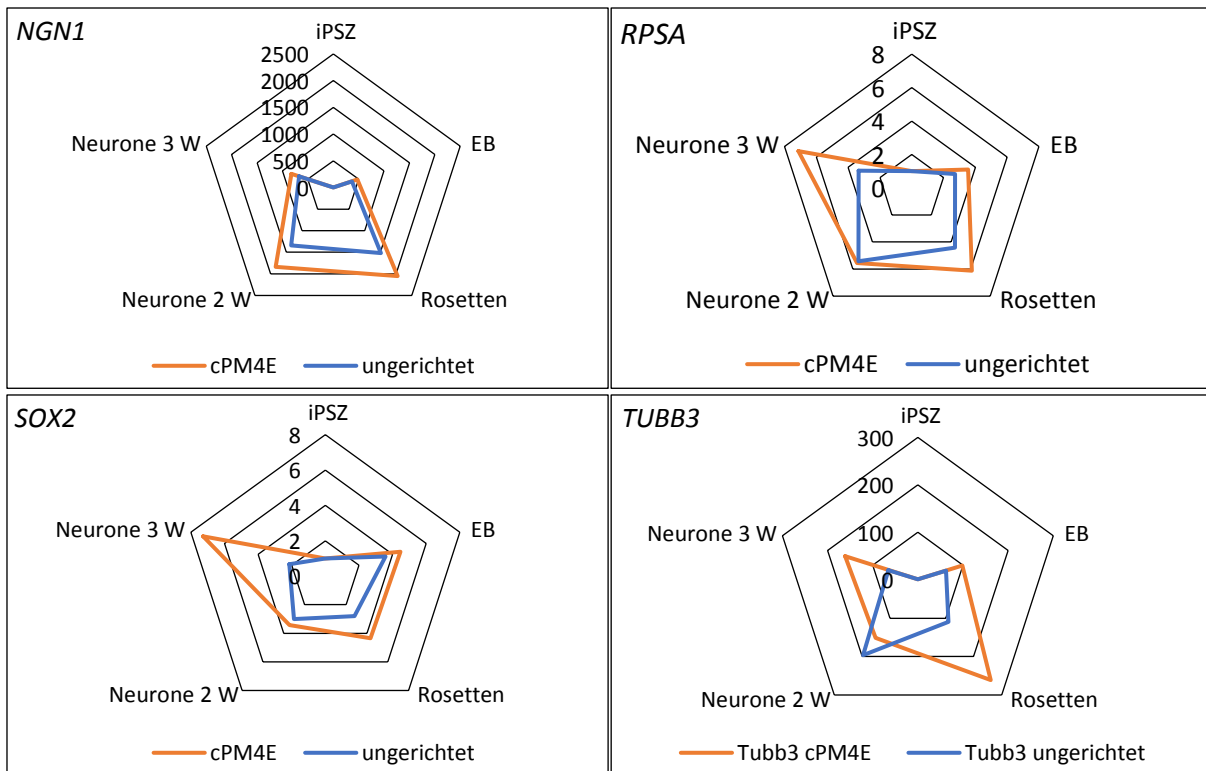 NGN1
iPSZ
2500
2000
1500
1000
500
0
Neurone 3 W
EB
Neurone 2 W
Rosetten
cPM4E ungerichtet
RPSA
iPSZ
8
6
4
2
0
Neurone 3 W
EB
Neurone 2 W
Rosetten
cPM4E ungerichtet
SOX2
iPSZ
8
6
4
2
0
Neurone 3 W
EB
Neurone 2 W
Rosetten
cPM4E ungerichtet
TUBB3
iPSZ
300
200
100
0
Neurone 3 W
EB
Neurone 2 W
Rosetten
Tubb3 cPM4E Tubb3 ungerichtet